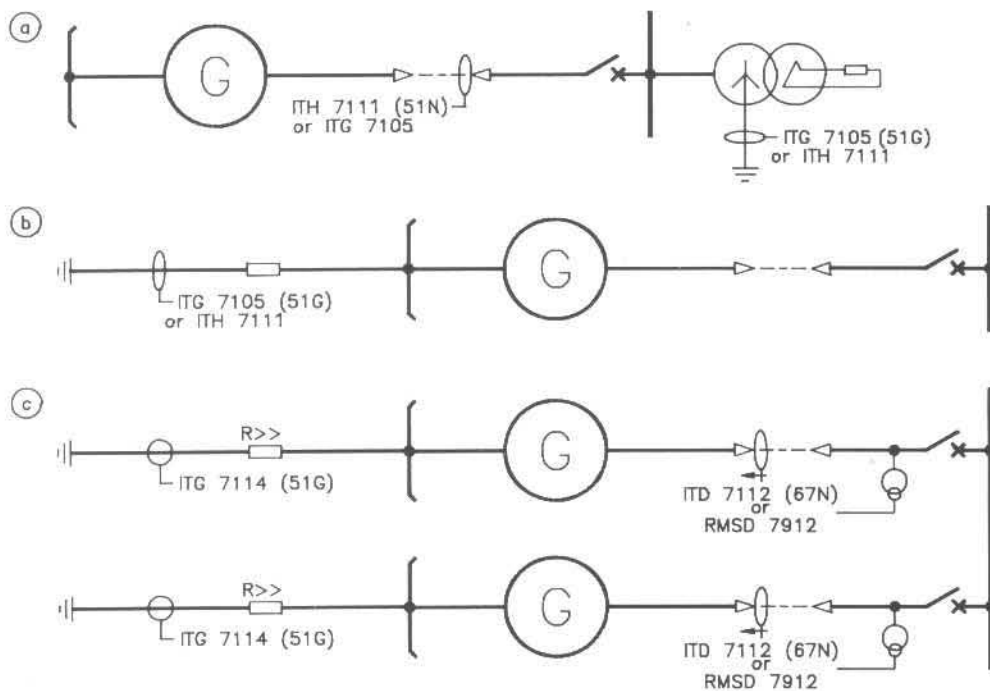 a
G
ITH 7111 (51N)
or ITG 7105
ITG 7105 (51G)
or ITH 7111
b
G
ITG 7105 (51G)
or ITH 7111
c
R>>
G
ITG 7114 (51G)
ITD 7112 (67N)
or
RMSD 7912
R>>
G
ITG 7114 (51G)
ITD 7112 (67N)
or
RMSD 7912